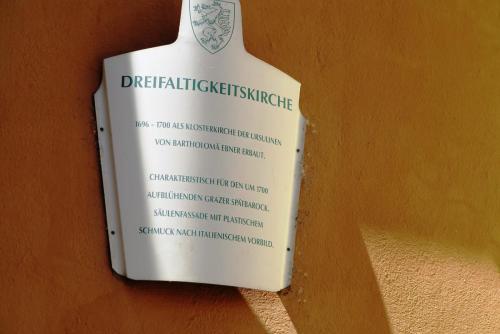 DREIFALTIGKEITSKIRCHE
1696 - 1700 ALS KLOSTERKIRCHE DER URSULINEN
VON BARTHOLOMÄ EBNER ERBAUT.
CHARAKTERISTISCH FÜR DEN UM 1700
AUFBLÜHENDEN GRAZER SPÄTBAROCK.
SÄULENFASSADE MIT PLASTISCHEM
SCHMUCK NACH ITALIENISCHEM VORBILD.